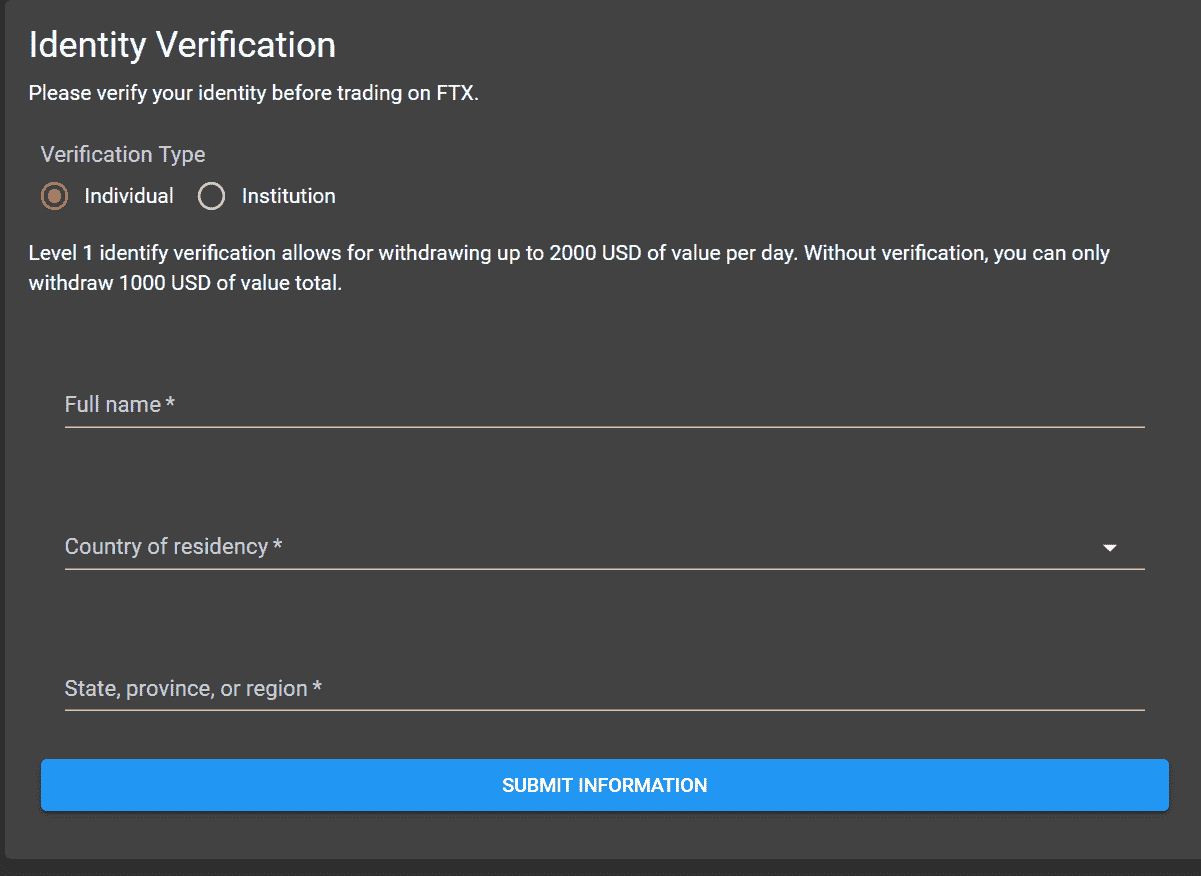 Identity Verification
Please verify your identity before trading on FTX.
Verification Type
Individual Institution
Level 1 identify verification allows for withdrawing up to 2000 USD of value per day. Without verification, you can only
withdraw 1000 USD of value total.
Full name *
Country of residency *
State, province, or region *
SUBMIT INFORMATION